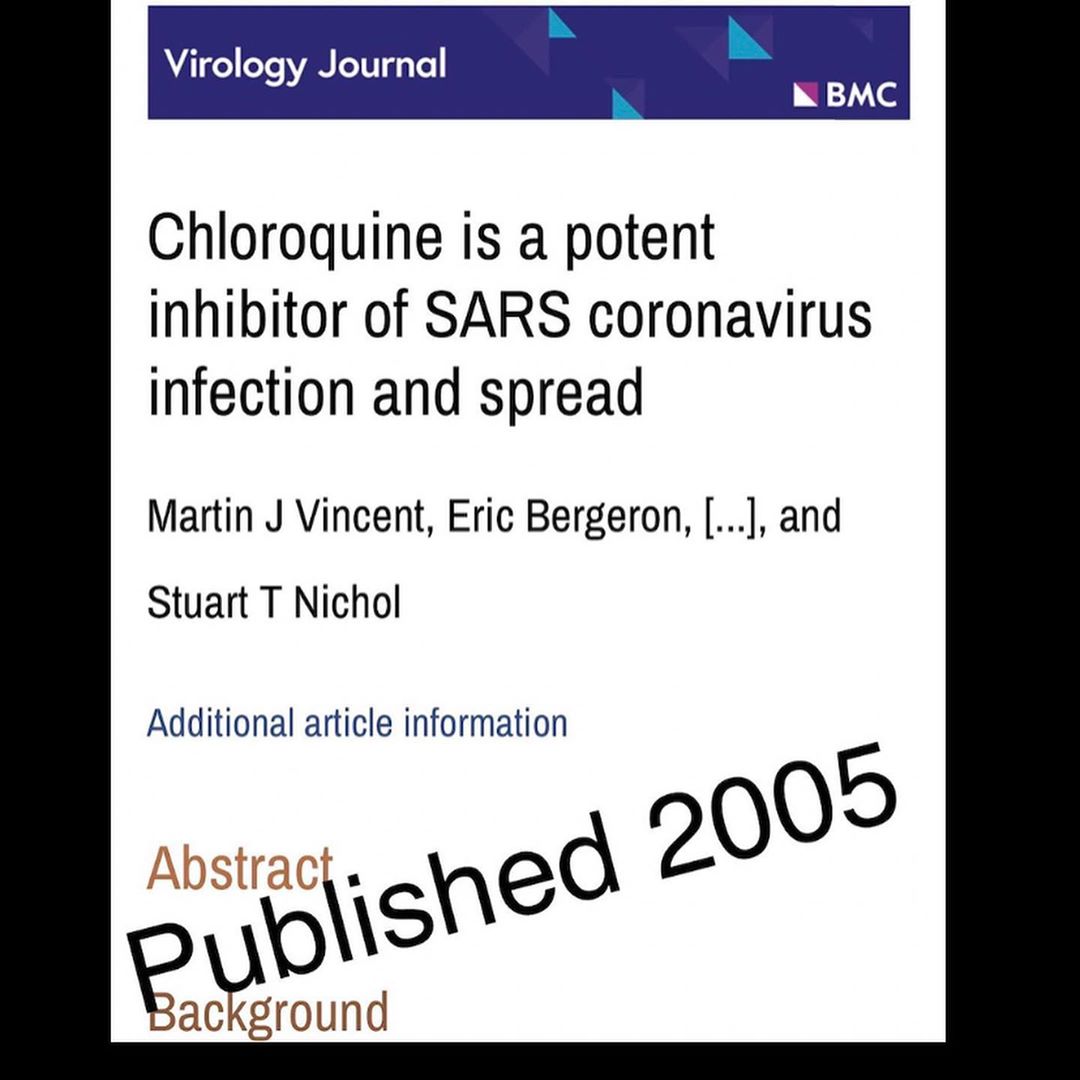 Virology Journal
BMC
Chloroquine is a potent
inhibitor of SARS coronavirus
infection and spread
Martin J Vincent, Eric Bergeron, [...], and
Stuart T Nichol
Additional article information
Abstract
Published 2005
Background